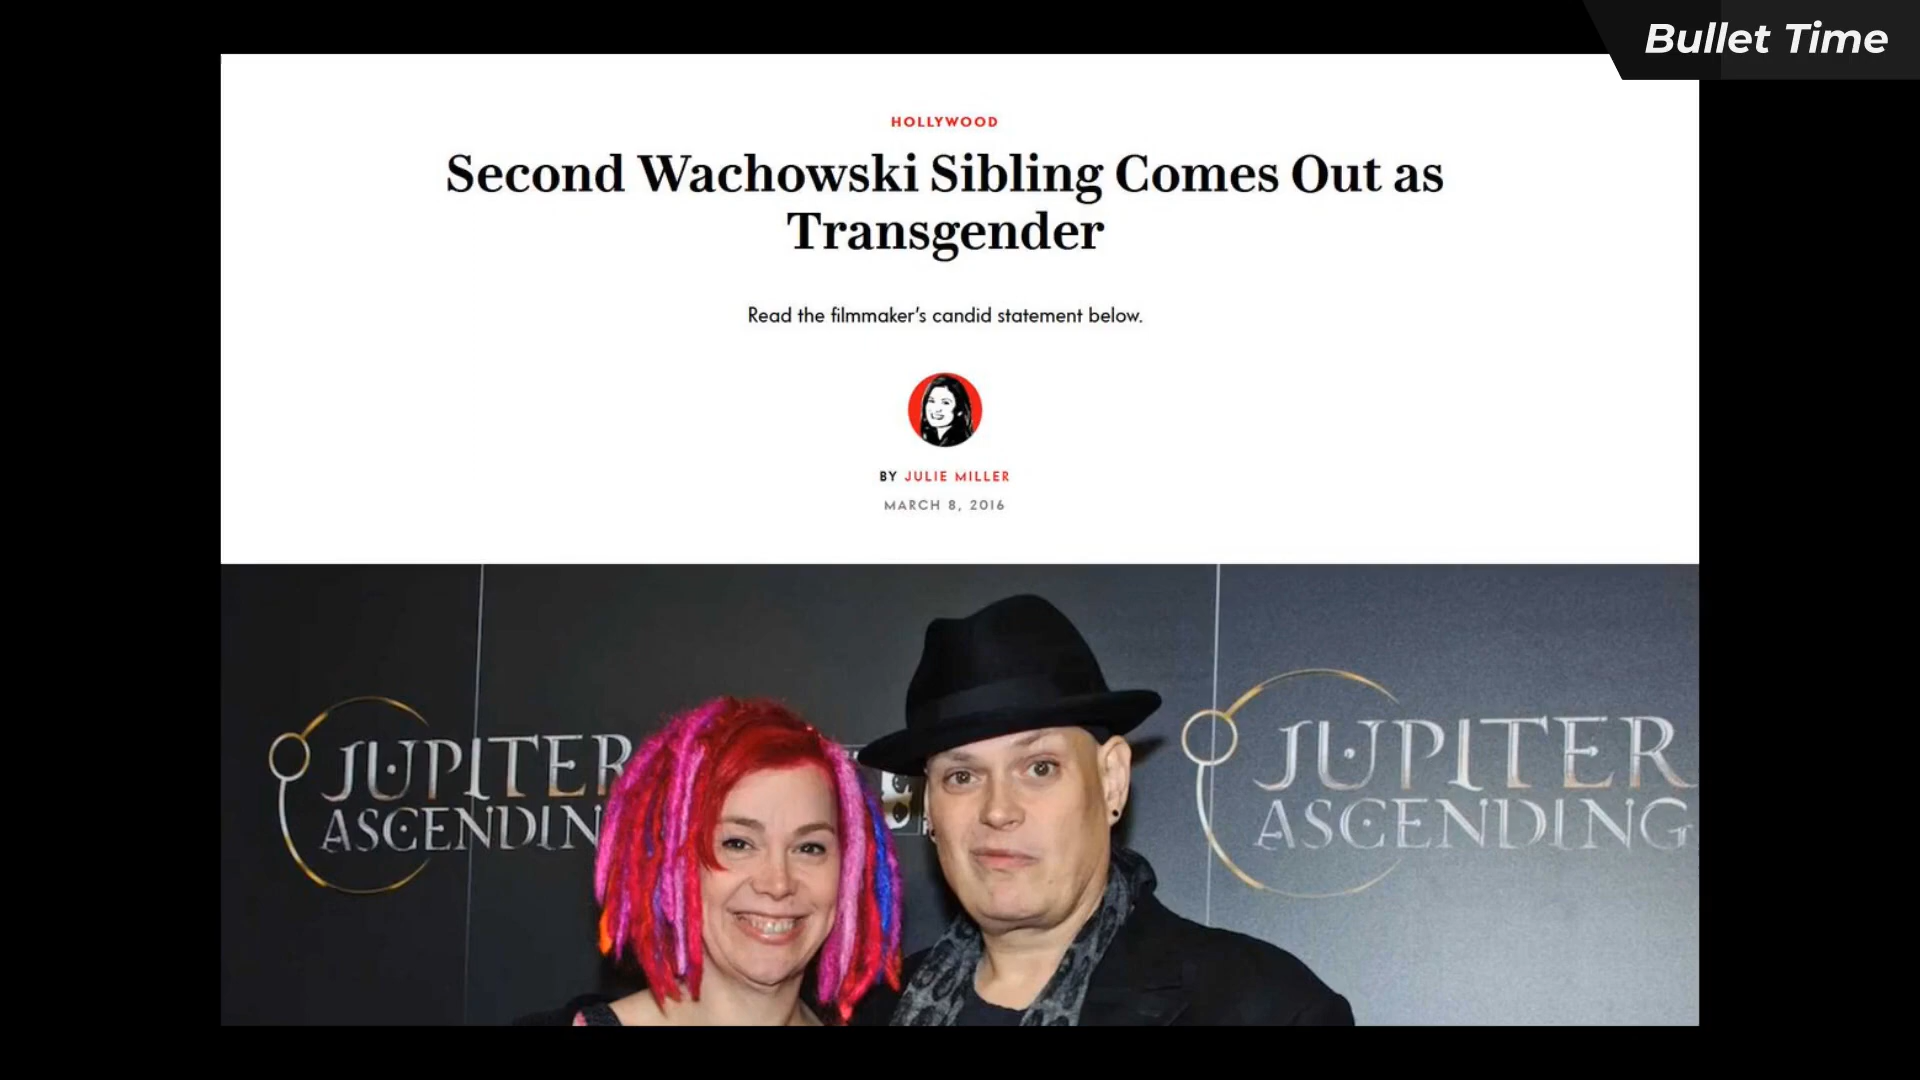 Bullet Time
HOLLYWOOD
Second Wachowski Sibling Comes Out as
Transgender
Read the filmmaker's candid statement below.
BY JULIE MILLER
MARCH 8, 2016
JUPITER
ASCENDIN
JUPITER
ASCENDING